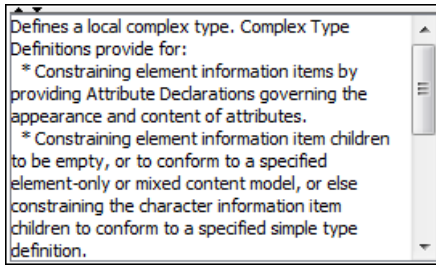 Defines a local complex type. Complex Type
Definitions provide for:
* Constraining element information items by
providing Attribute Declarations governing the
appearance and content of attributes.
* Constraining element information item children
to be empty, or to conform to a specified
element-only or mixed content model, or else
constraining the character information item
children to conform to a specified simple type
definition.